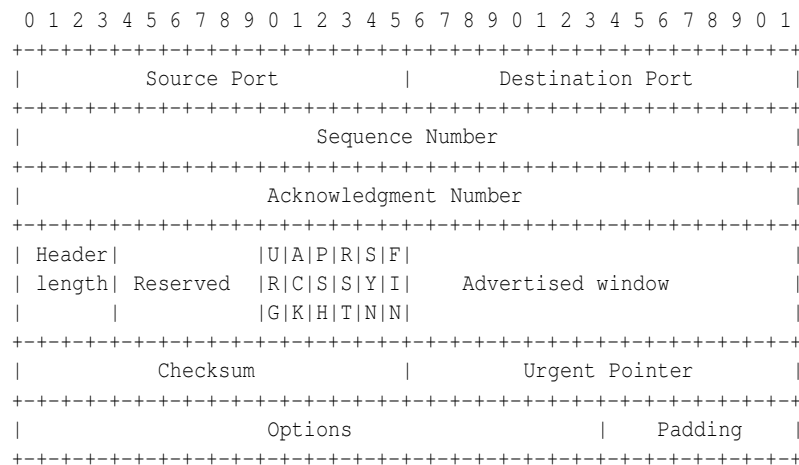 0 1 2 3 4 5 6 7 8 9 0 1 2 3 4 5 6 7 8 9 0 1 2 3 4 5 6 7 8 9 0 1
+-+-+-+-+-+-+-+-+-+-+-+-+-+-+-+-+-+-+-+-+-+-+-+-+-+-+-+-+-+-+-+-+
|          Source Port          |       Destination Port        |
+-+-+-+-+-+-+-+-+-+-+-+-+-+-+-+-+-+-+-+-+-+-+-+-+-+-+-+-+-+-+-+-+
|                        Sequence Number                        |
+-+-+-+-+-+-+-+-+-+-+-+-+-+-+-+-+-+-+-+-+-+-+-+-+-+-+-+-+-+-+-+-+
|                    Acknowledgment Number                      |
+-+-+-+-+-+-+-+-+-+-+-+-+-+-+-+-+-+-+-+-+-+-+-+-+-+-+-+-+-+-+-+-+
| Header|           |U|A|P|R|S|F|                               |
| length| Reserved  |R|C|S|S|Y|I|    Advertised window          |
|       |           |G|K|H|T|N|N|                               |
+-+-+-+-+-+-+-+-+-+-+-+-+-+-+-+-+-+-+-+-+-+-+-+-+-+-+-+-+-+-+-+-+
|           Checksum            |         Urgent Pointer        |
+-+-+-+-+-+-+-+-+-+-+-+-+-+-+-+-+-+-+-+-+-+-+-+-+-+-+-+-+-+-+-+-+
|                    Options                    |    Padding    |
+-+-+-+-+-+-+-+-+-+-+-+-+-+-+-+-+-+-+-+-+-+-+-+-+-+-+-+-+-+-+-+-+